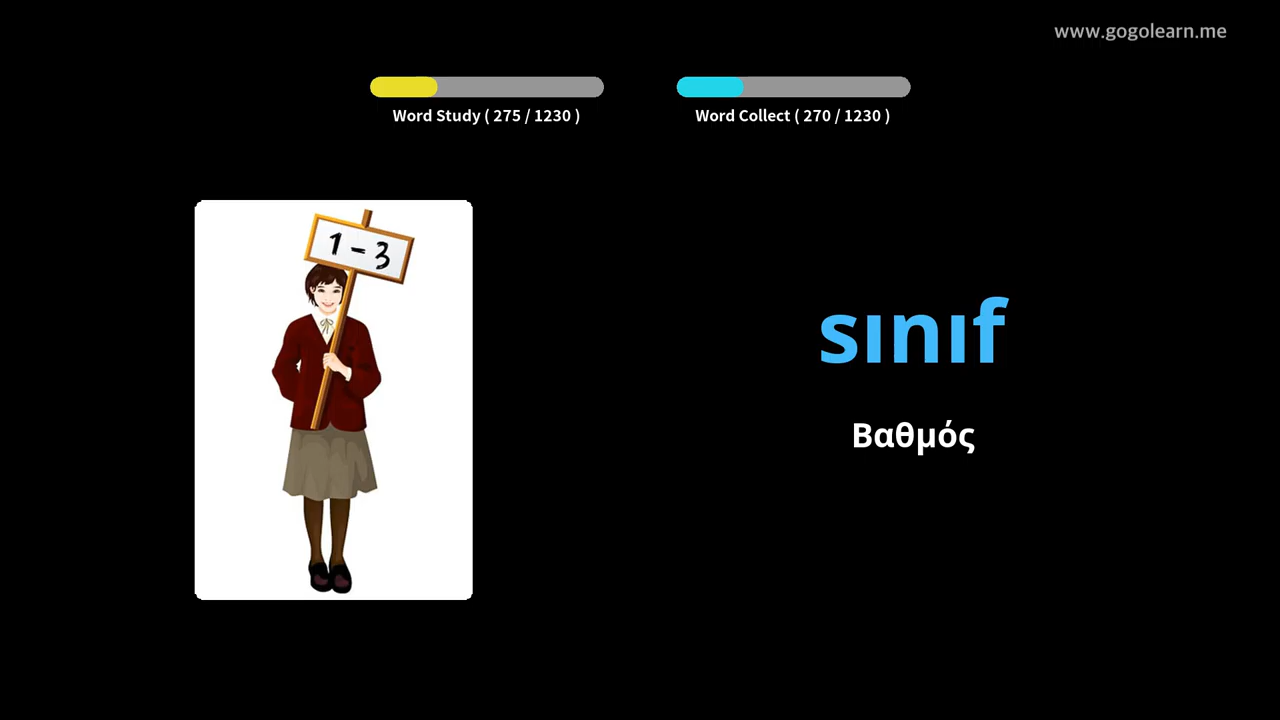 www.gogolearn.me
Word Study ( 275 / 1230 )
Word Collect ( 270 / 1230 )
1 - 3
sınıf
Βαθμός